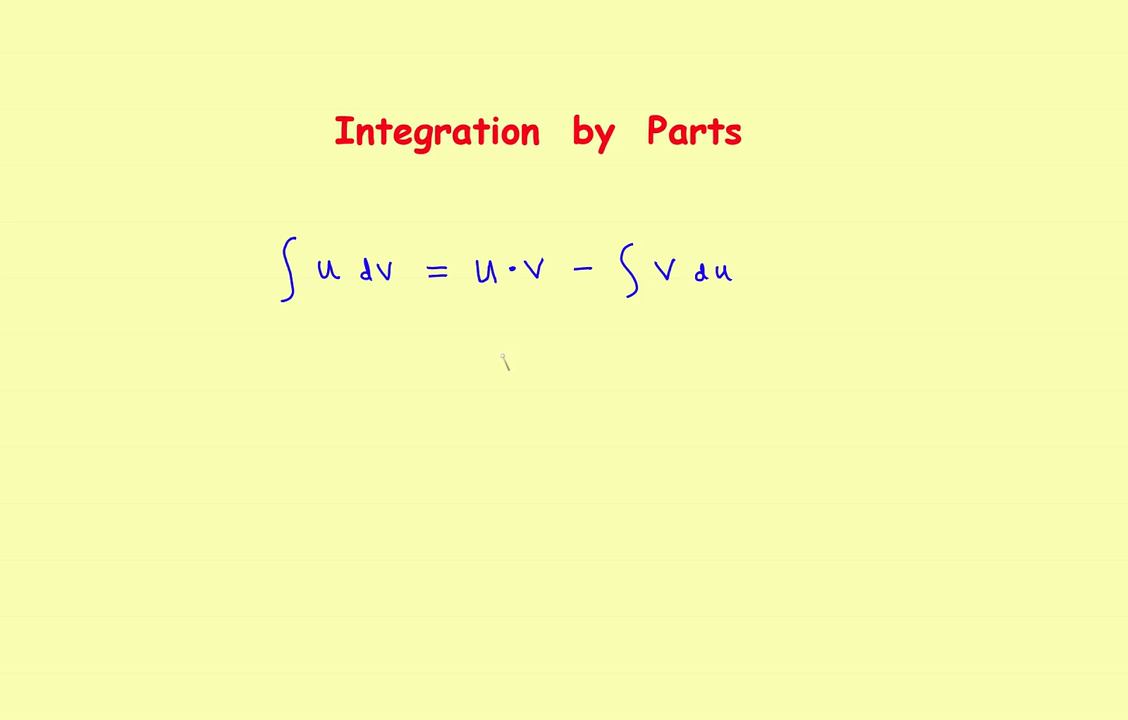 Integration by Parts
∫ u dv = u · v − ∫ v du